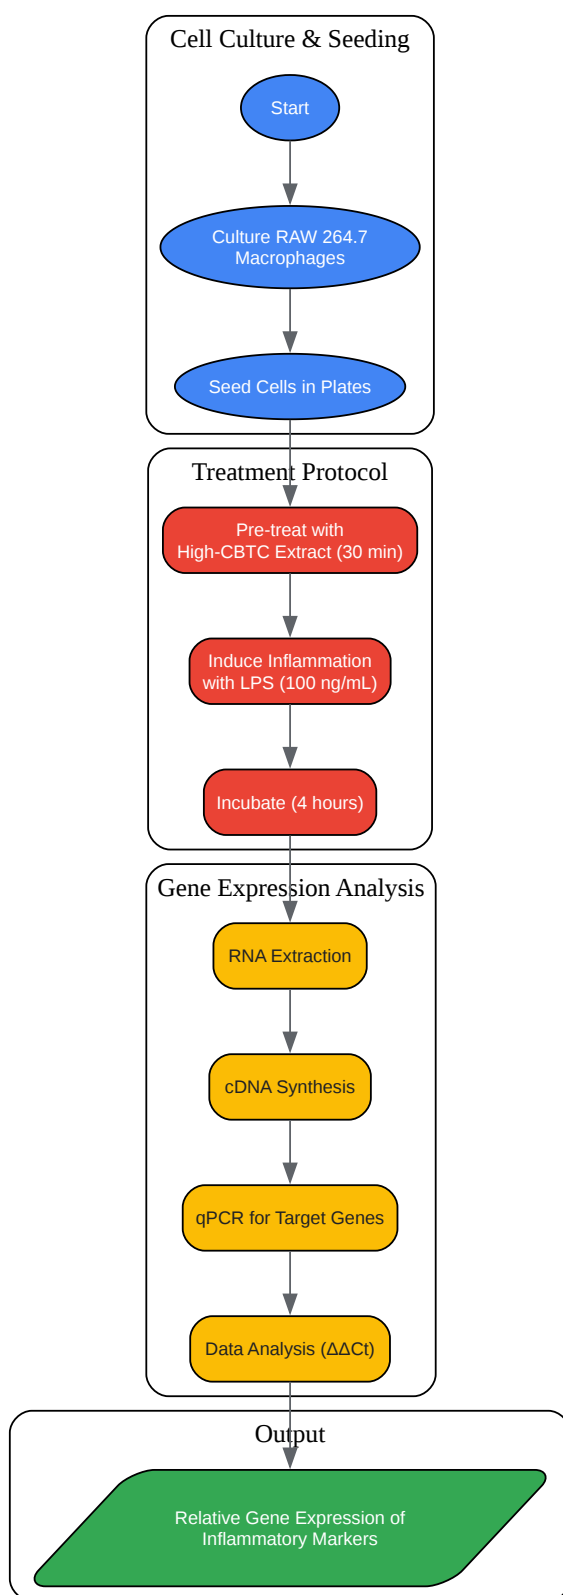 Cell Culture & Seeding
Start
Culture RAW 264.7
Macrophages
Seed Cells in Plates
Treatment Protocol
Pre-treat with
High-CBTC Extract (30 min)
Induce Inflammation
with LPS (100 ng/mL)
Incubate (4 hours)
Gene Expression Analysis
RNA Extraction
cDNA Synthesis
qPCR for Target Genes
Data Analysis (ΔΔCt)
Output
Relative Gene Expression of
Inflammatory Markers